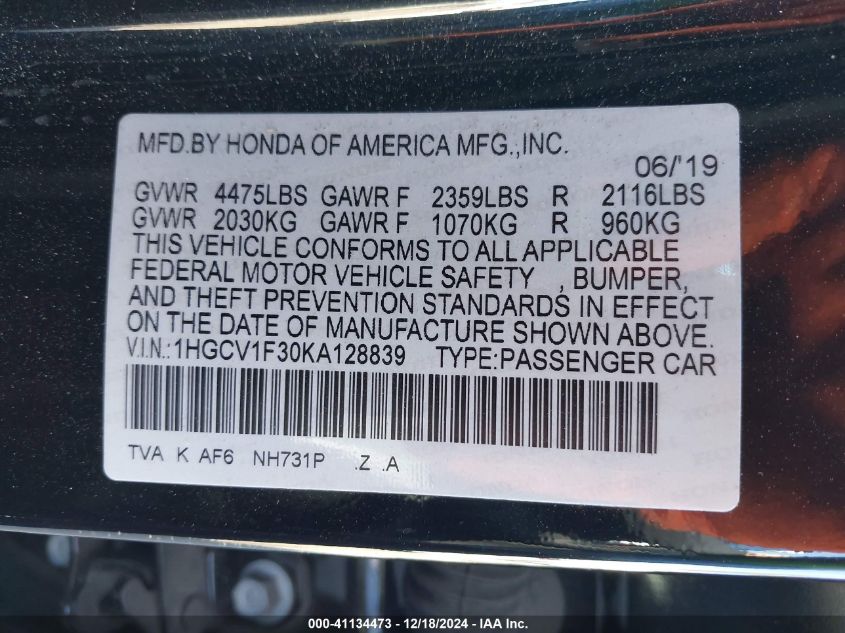 MFD.BY HONDA OF AMERICA MFG.,INC.
06/'19
GVWR 4475LBS GAWR F 2359LBS R 2116LBS
GVWR 2030KG GAWR F 1070KG R 960KG
THIS VEHICLE CONFORMS TO ALL APPLICABLE
FEDERAL MOTOR VEHICLE SAFETY , BUMPER,
AND THEFT PREVENTION STANDARDS IN EFFECT
ON THE DATE OF MANUFACTURE SHOWN ABOVE.
V.I.N.:1HGCV1F30KA128839 TYPE:PASSENGER CAR
TVA K AF6 NH731P .Z .A
000-41134473 - 12/18/2024 - IAA Inc.